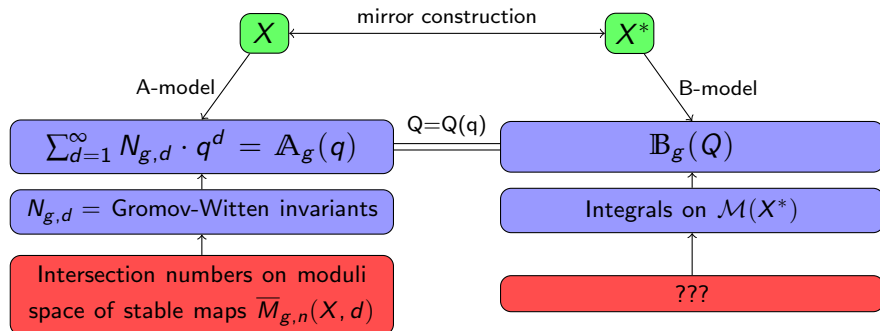 mirror construction
X
X*
A-model
B-model
Q=Q(q)
∑_{d=1}^{∞} N_{g,d} · q^d = 𝔸_g(q)
𝔹_g(Q)
N_{g,d} = Gromov-Witten invariants
Integrals on ℳ(X*)
Intersection numbers on moduli
space of stable maps M̅_{g,n}(X, d)
???